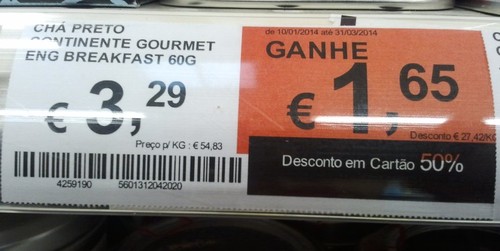 CHÁ PRETO
CONTINENTE GOURMET
ENG BREAKFAST 60G
€ 3,29
Preço p/ KG : € 54,83
4259190 5601312042020
de 10/01/2014 até 31/03/2014
GANHE
€ 1,65
Desconto € 27,42/KG
Desconto em Cartão 50%